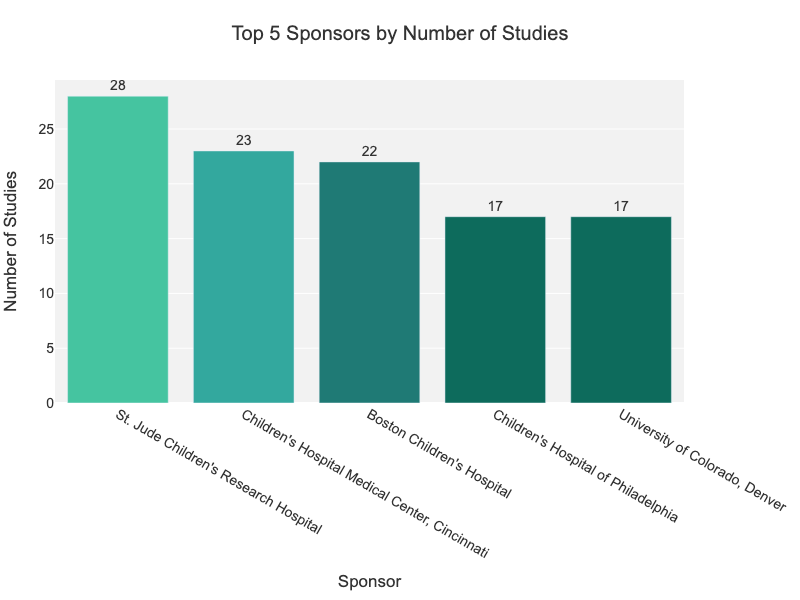 Top 5 Sponsors by Number of Studies
28
23
22
17
17
25
20
15
10
5
0
Number of Studies
St. Jude Children's Research Hospital
Children's Hospital Medical Center, Cincinnati
Boston Children's Hospital
Children's Hospital of Philadelphia
University of Colorado, Denver
Sponsor